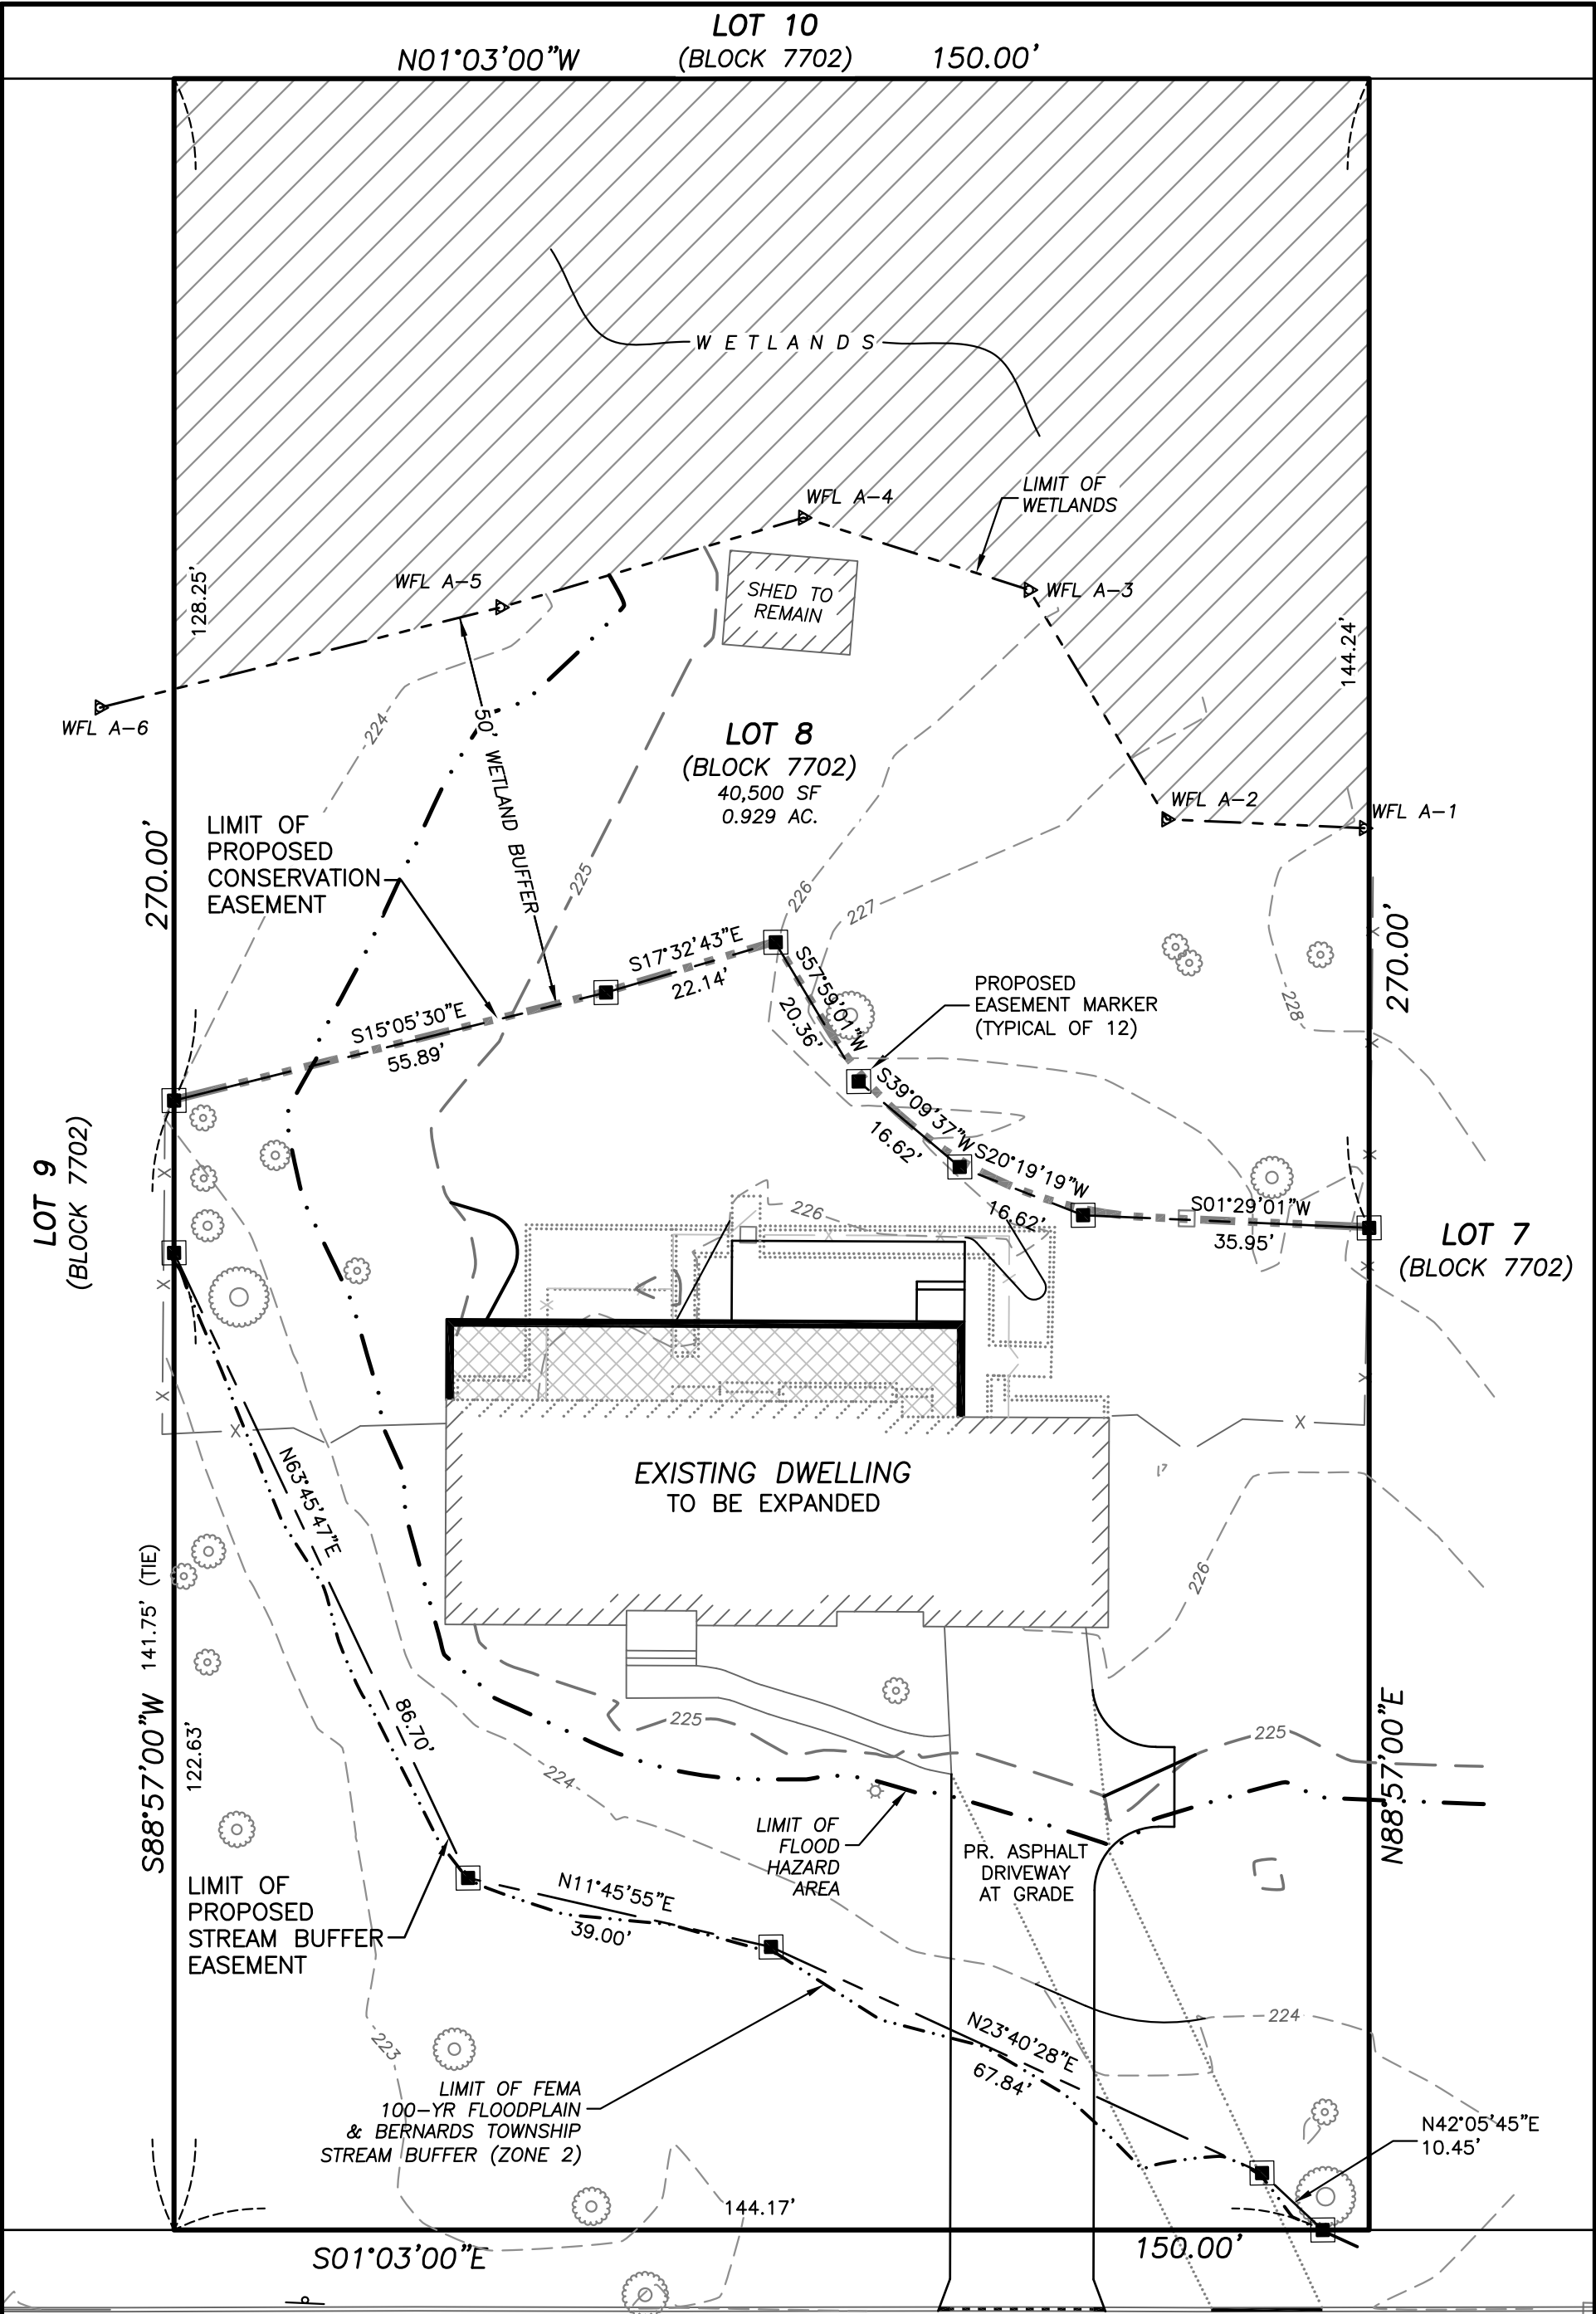 LOT 10
N01°03'00"W
(BLOCK 7702)
150.00'
WETLANDS
WFL A-4
LIMIT OF
WETLANDS
WFL A-5
WFL A-3
SHED TO
REMAIN
128.25'
144.24'
WFL A-6
224
50' WETLAND BUFFER
LOT 8
(BLOCK 7702)
40,500 SF
0.929 AC.
WFL A-2
WFL A-1
LIMIT OF
PROPOSED
CONSERVATION
EASEMENT
270.00'
225
226
227
270.00'
S17°32'43"E
22.14'
S57°59'01"W
20.36'
PROPOSED
EASEMENT MARKER
(TYPICAL OF 12)
228
S15°05'30"E
55.89'
S39°09'37"W
16.62'
S20°19'19"W
16.62'
S01°29'01"W
35.95'
LOT 9
(BLOCK 7702)
226
LOT 7
(BLOCK 7702)
X
X
X
X
X
X
X
X
X
X
X
X
X
X
EXISTING DWELLING
TO BE EXPANDED
N63°45'47"E
86.70'
226
141.75' (TIE)
S88°57'00"W
122.63'
225
225
N88°57'00"E
224
LIMIT OF
FLOOD
HAZARD
AREA
PR. ASPHALT
DRIVEWAY
AT GRADE
LIMIT OF
PROPOSED
STREAM BUFFER
EASEMENT
N11°45'55"E
39.00'
223
224
N23°40'28"E
67.84'
LIMIT OF FEMA
100-YR FLOODPLAIN
& BERNARDS TOWNSHIP
STREAM BUFFER (ZONE 2)
N42°05'45"E
10.45'
144.17'
S01°03'00"E
150.00'